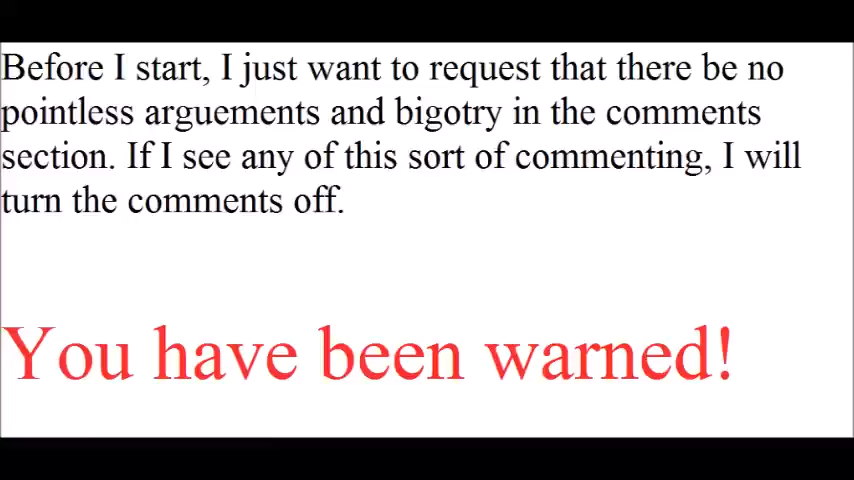 Before I start, I just want to request that there be no
pointless arguements and bigotry in the comments
section. If I see any of this sort of commenting, I will
turn the comments off.
You have been warned!